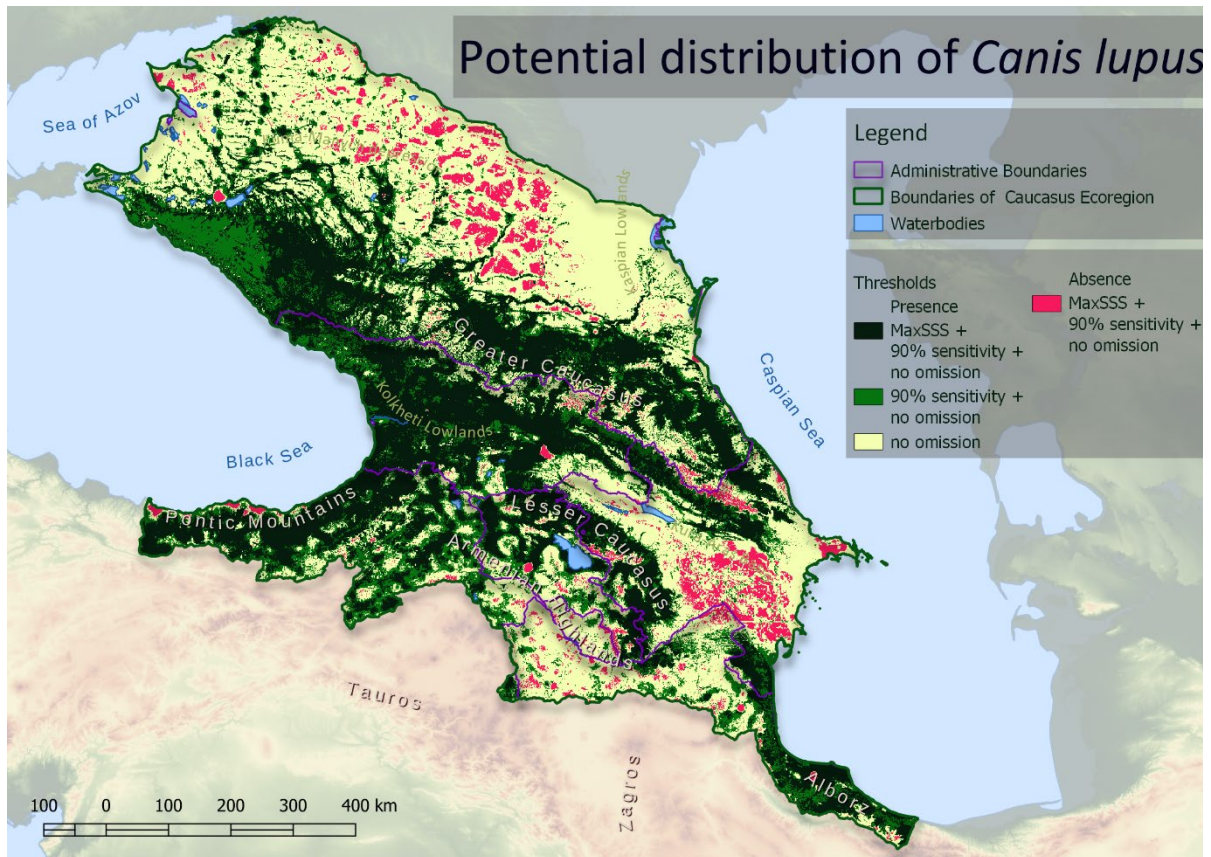 Potential distribution of Canis lupus
Sea of Azov
Legend
Administrative Boundaries
Boundaries of Caucasus Ecoregion
Waterbodies
Kaspian Lowlands
Thresholds
Presence
MaxSSS +
90% sensitivity +
no omission
90% sensitivity +
no omission
no omission
Absence
MaxSSS +
90% sensitivity +
no omission
Greater Caucasus
Caspian Sea
Kolkheti Lowlands
Black Sea
Pontic Mountains
Lesser Caucasus
Armenian Highlands
Tauros
Zagros
Alborz
100 0 100 200 300 400 km